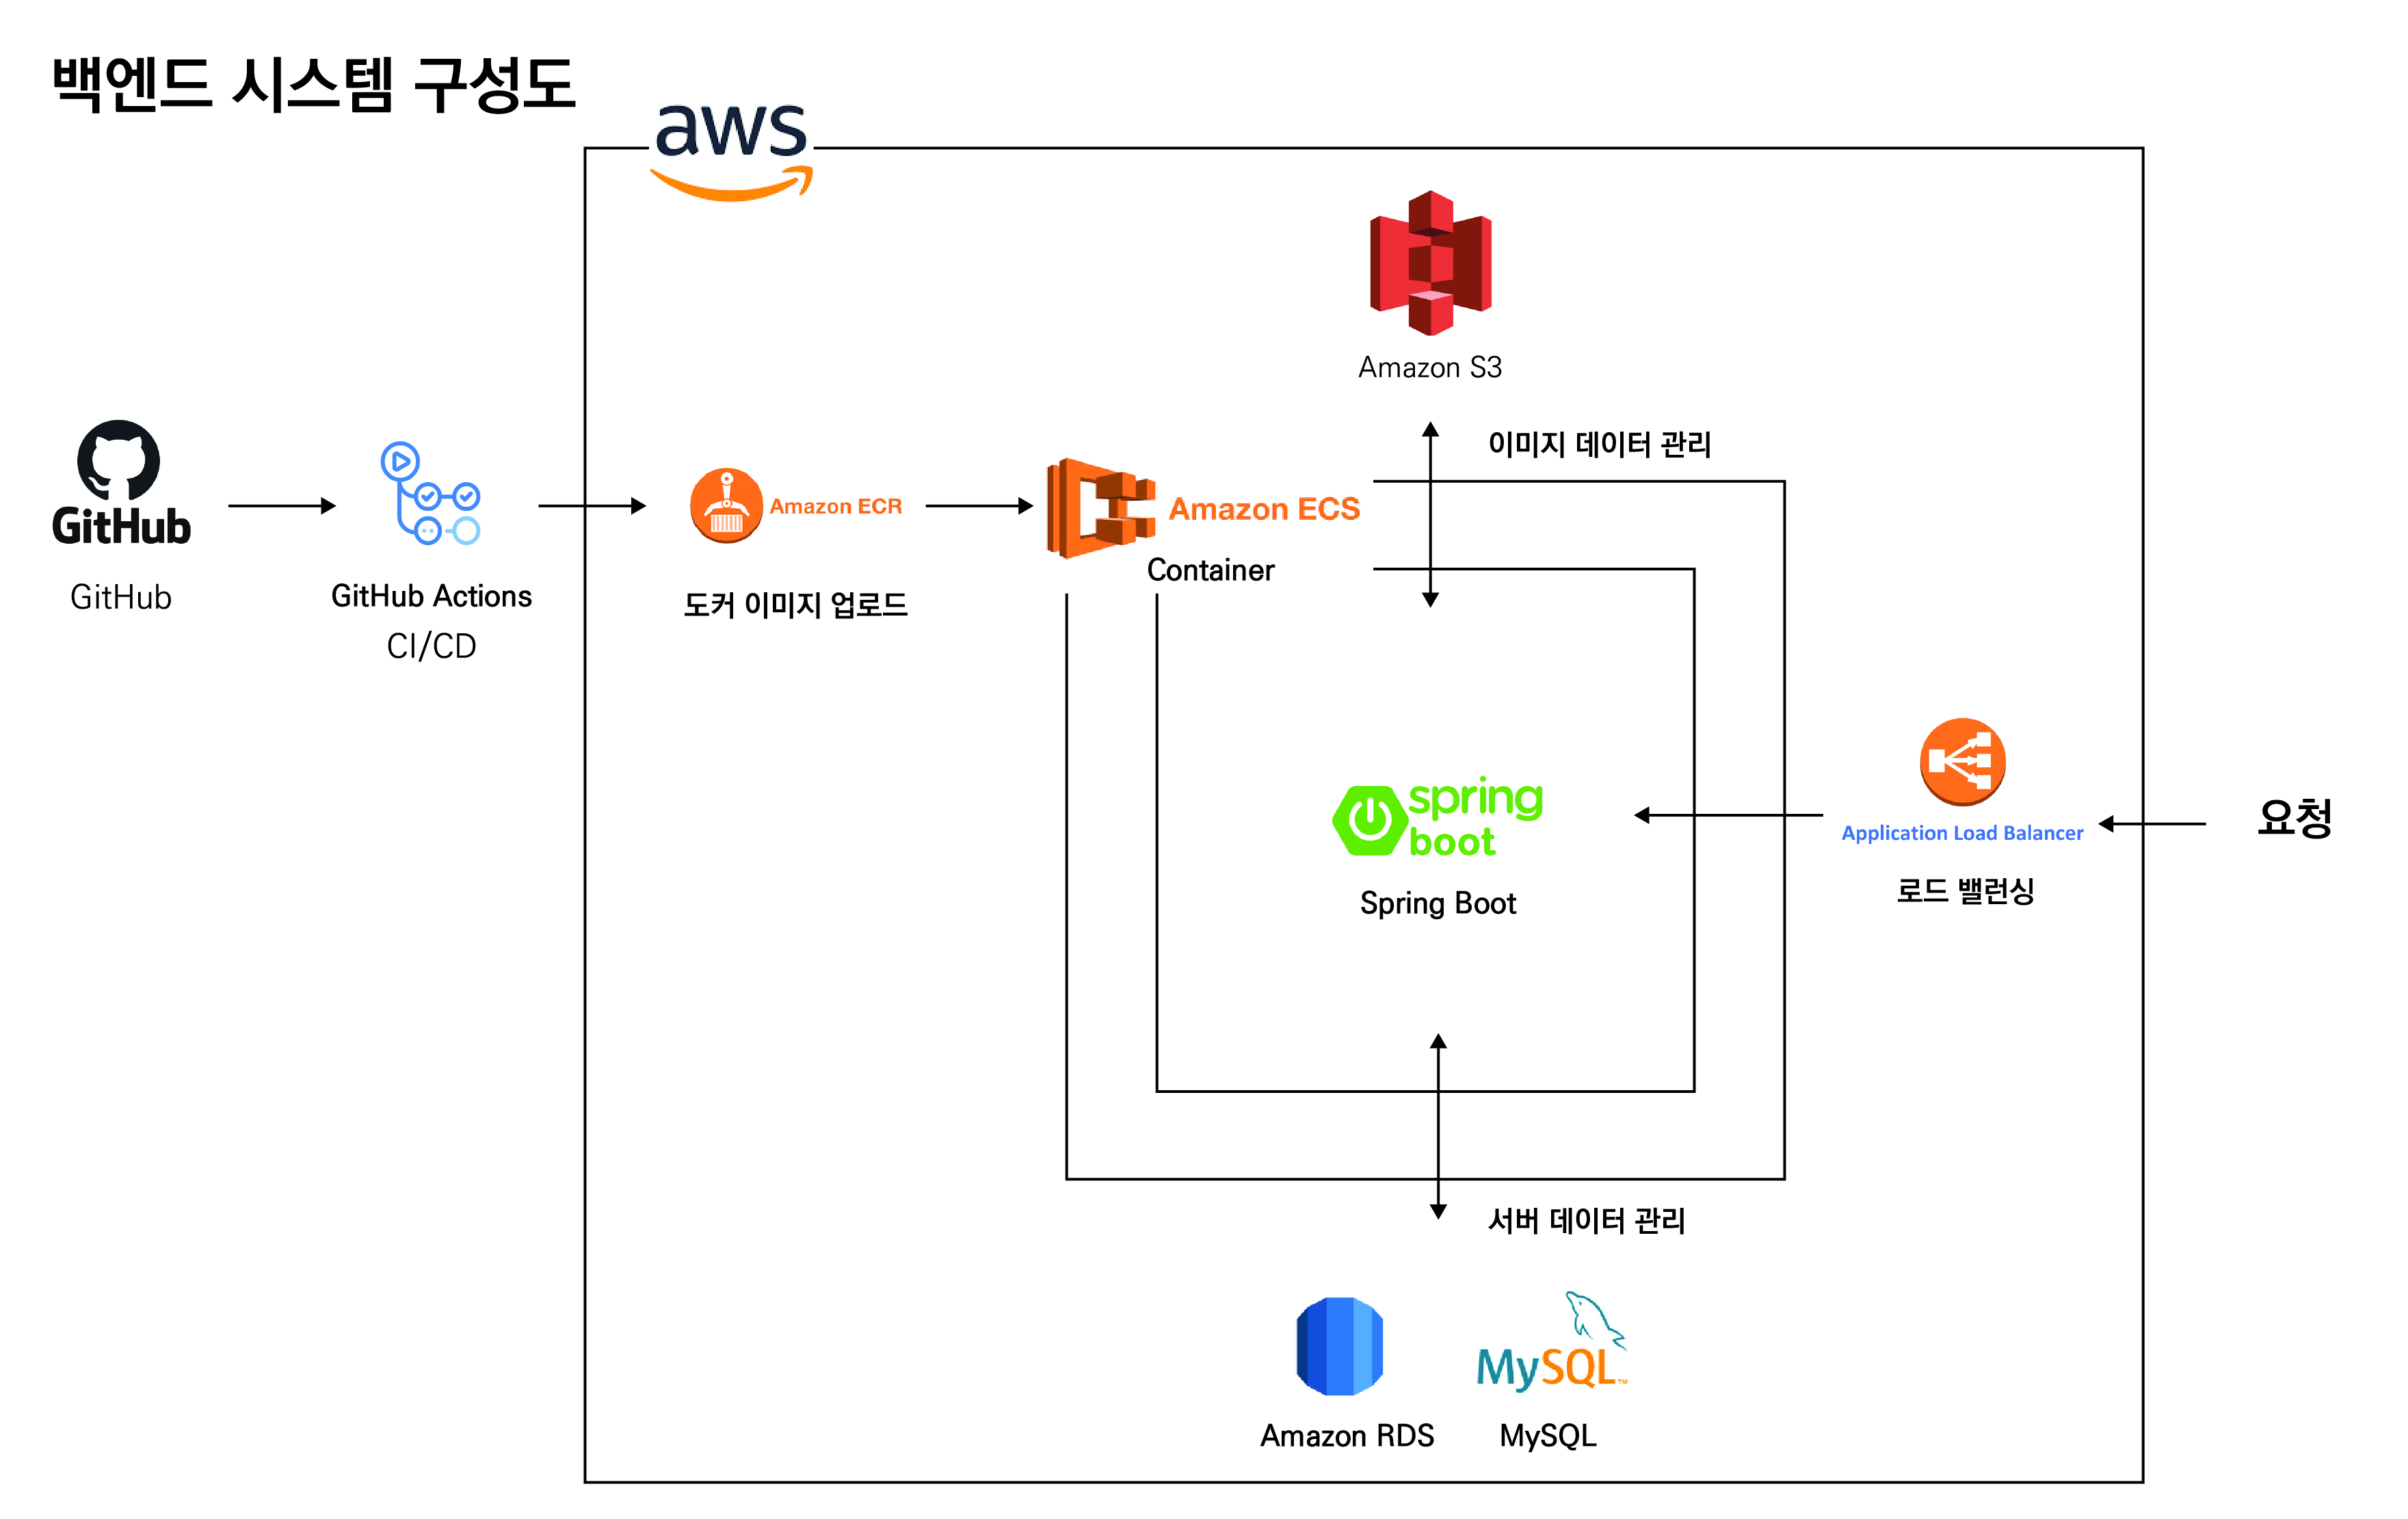 백엔드 시스템 구성도
aws
Amazon S3
이미지 데이터 관리
GitHub
GitHub
GitHub Actions
CI/CD
Amazon ECR
도커 이미지 업로드
Amazon ECS
Container
spring
boot
Spring Boot
Application Load Balancer
로드 밸런싱
요청
서버 데이터 관리
Amazon RDS
MySQL™
MySQL